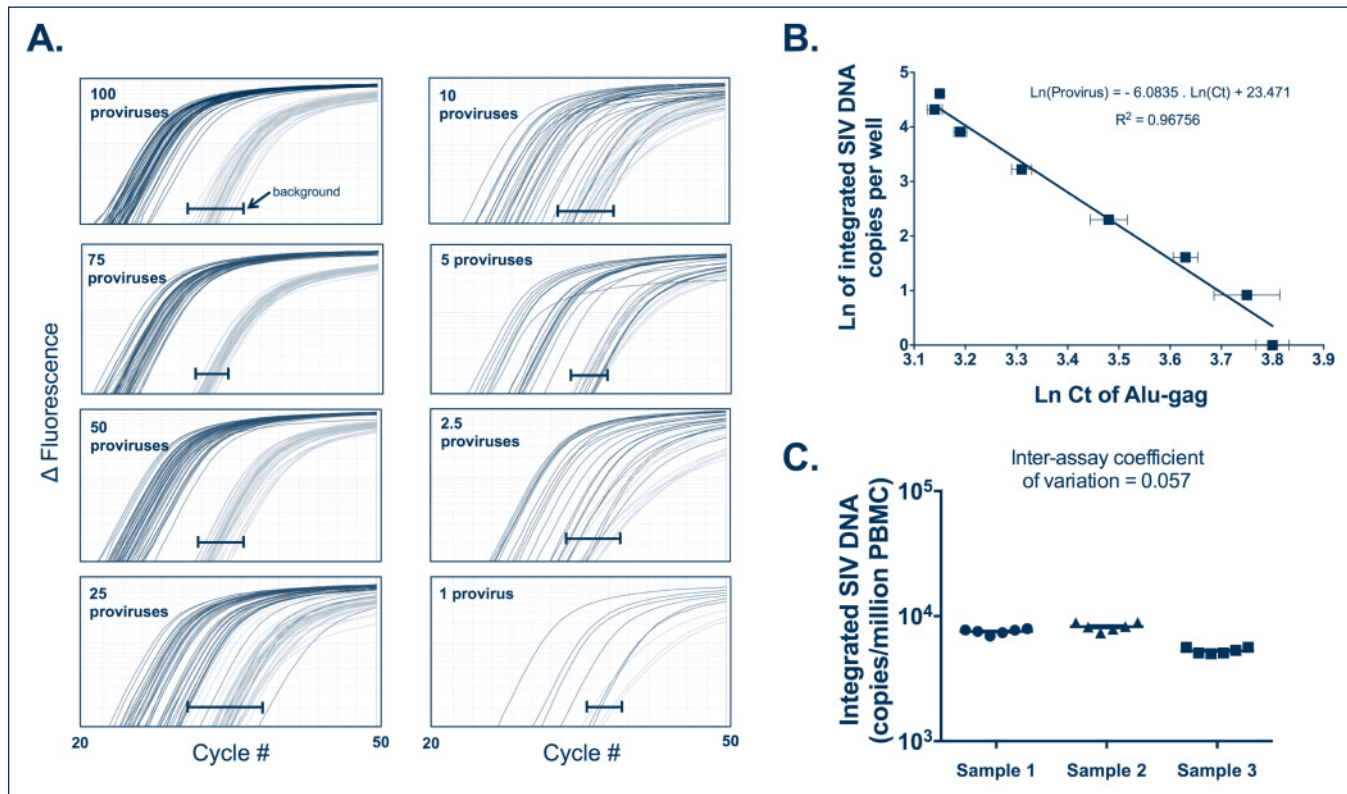 A.
100
proviruses
background
75
proviruses
50
proviruses
25
proviruses
10
proviruses
5 proviruses
2.5
proviruses
1 provirus
Δ Fluorescence
20
50
Cycle #
20
50
Cycle #
B.
Ln(Provirus) = - 6.0835 . Ln(Ct) + 23.471
R² = 0.96756
Ln of integrated SIV DNA
copies per well
5
4
3
2
1
0
3.1 3.2 3.3 3.4 3.5 3.6 3.7 3.8 3.9
Ln Ct of Alu-gag
C.
Inter-assay coefficient
of variation = 0.057
Integrated SIV DNA
(copies/million PBMC)
10⁵
10⁴
10³
Sample 1 Sample 2 Sample 3